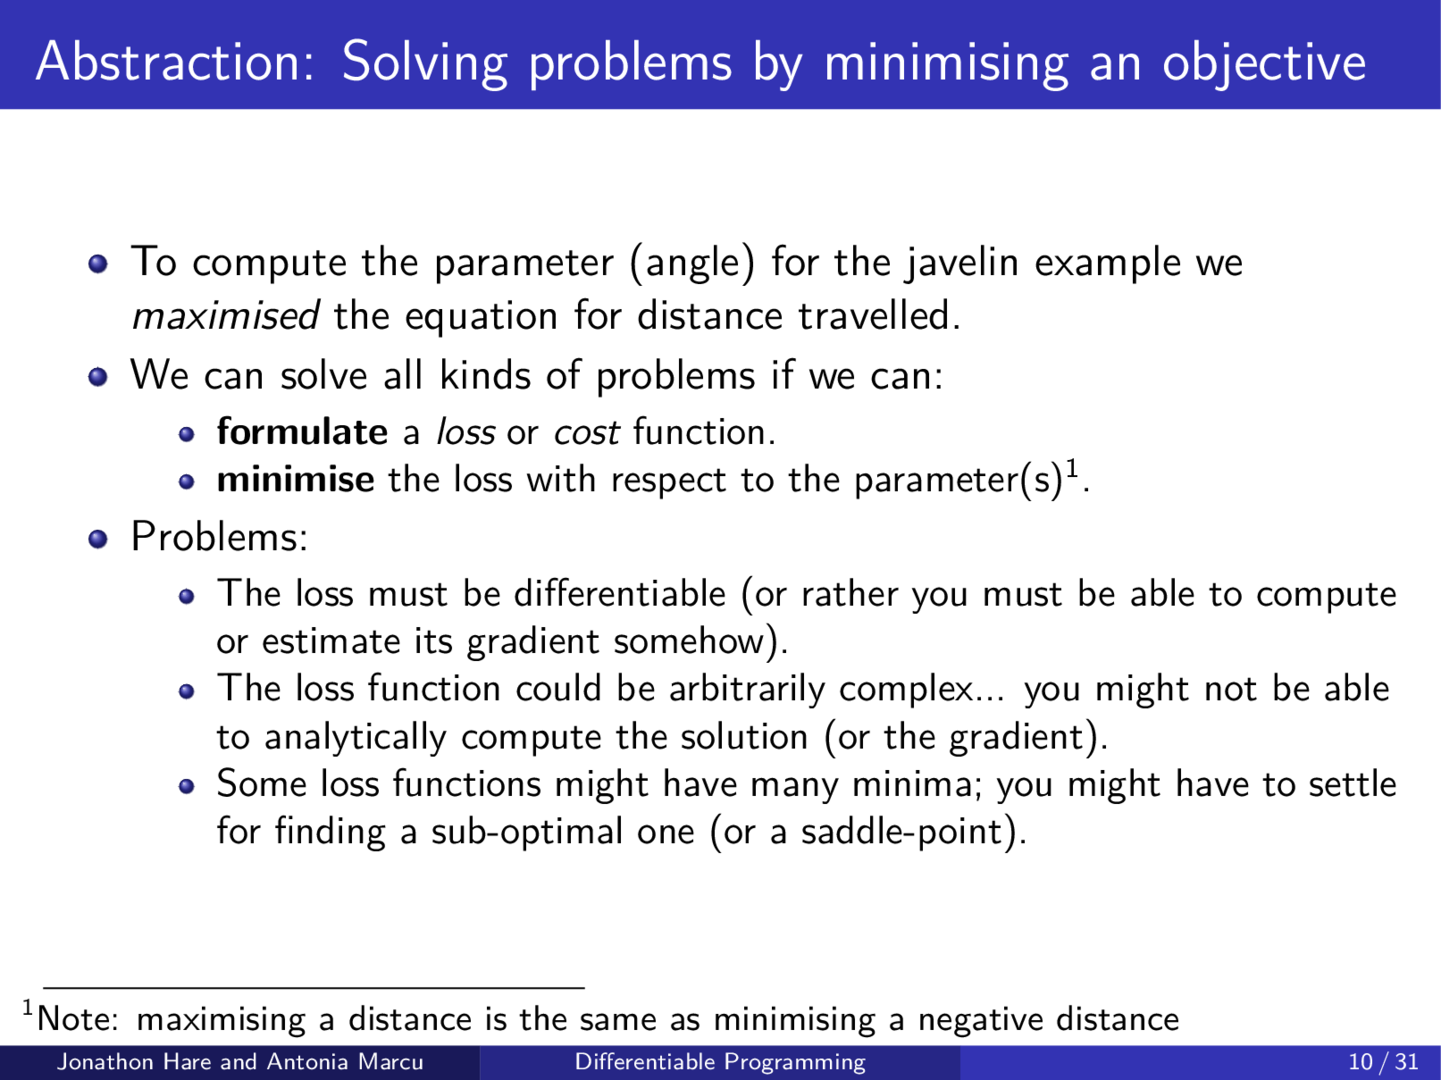 Abstraction: Solving problems by minimising an objective
To compute the parameter (angle) for the javelin example we
maximised the equation for distance travelled.
We can solve all kinds of problems if we can:
formulate a loss or cost function.
minimise the loss with respect to the parameter(s)¹.
Problems:
The loss must be differentiable (or rather you must be able to compute
or estimate its gradient somehow).
The loss function could be arbitrarily complex... you might not be able
to analytically compute the solution (or the gradient).
Some loss functions might have many minima; you might have to settle
for finding a sub-optimal one (or a saddle-point).
¹Note: maximising a distance is the same as minimising a negative distance
Jonathon Hare and Antonia Marcu
Differentiable Programming
10 / 31